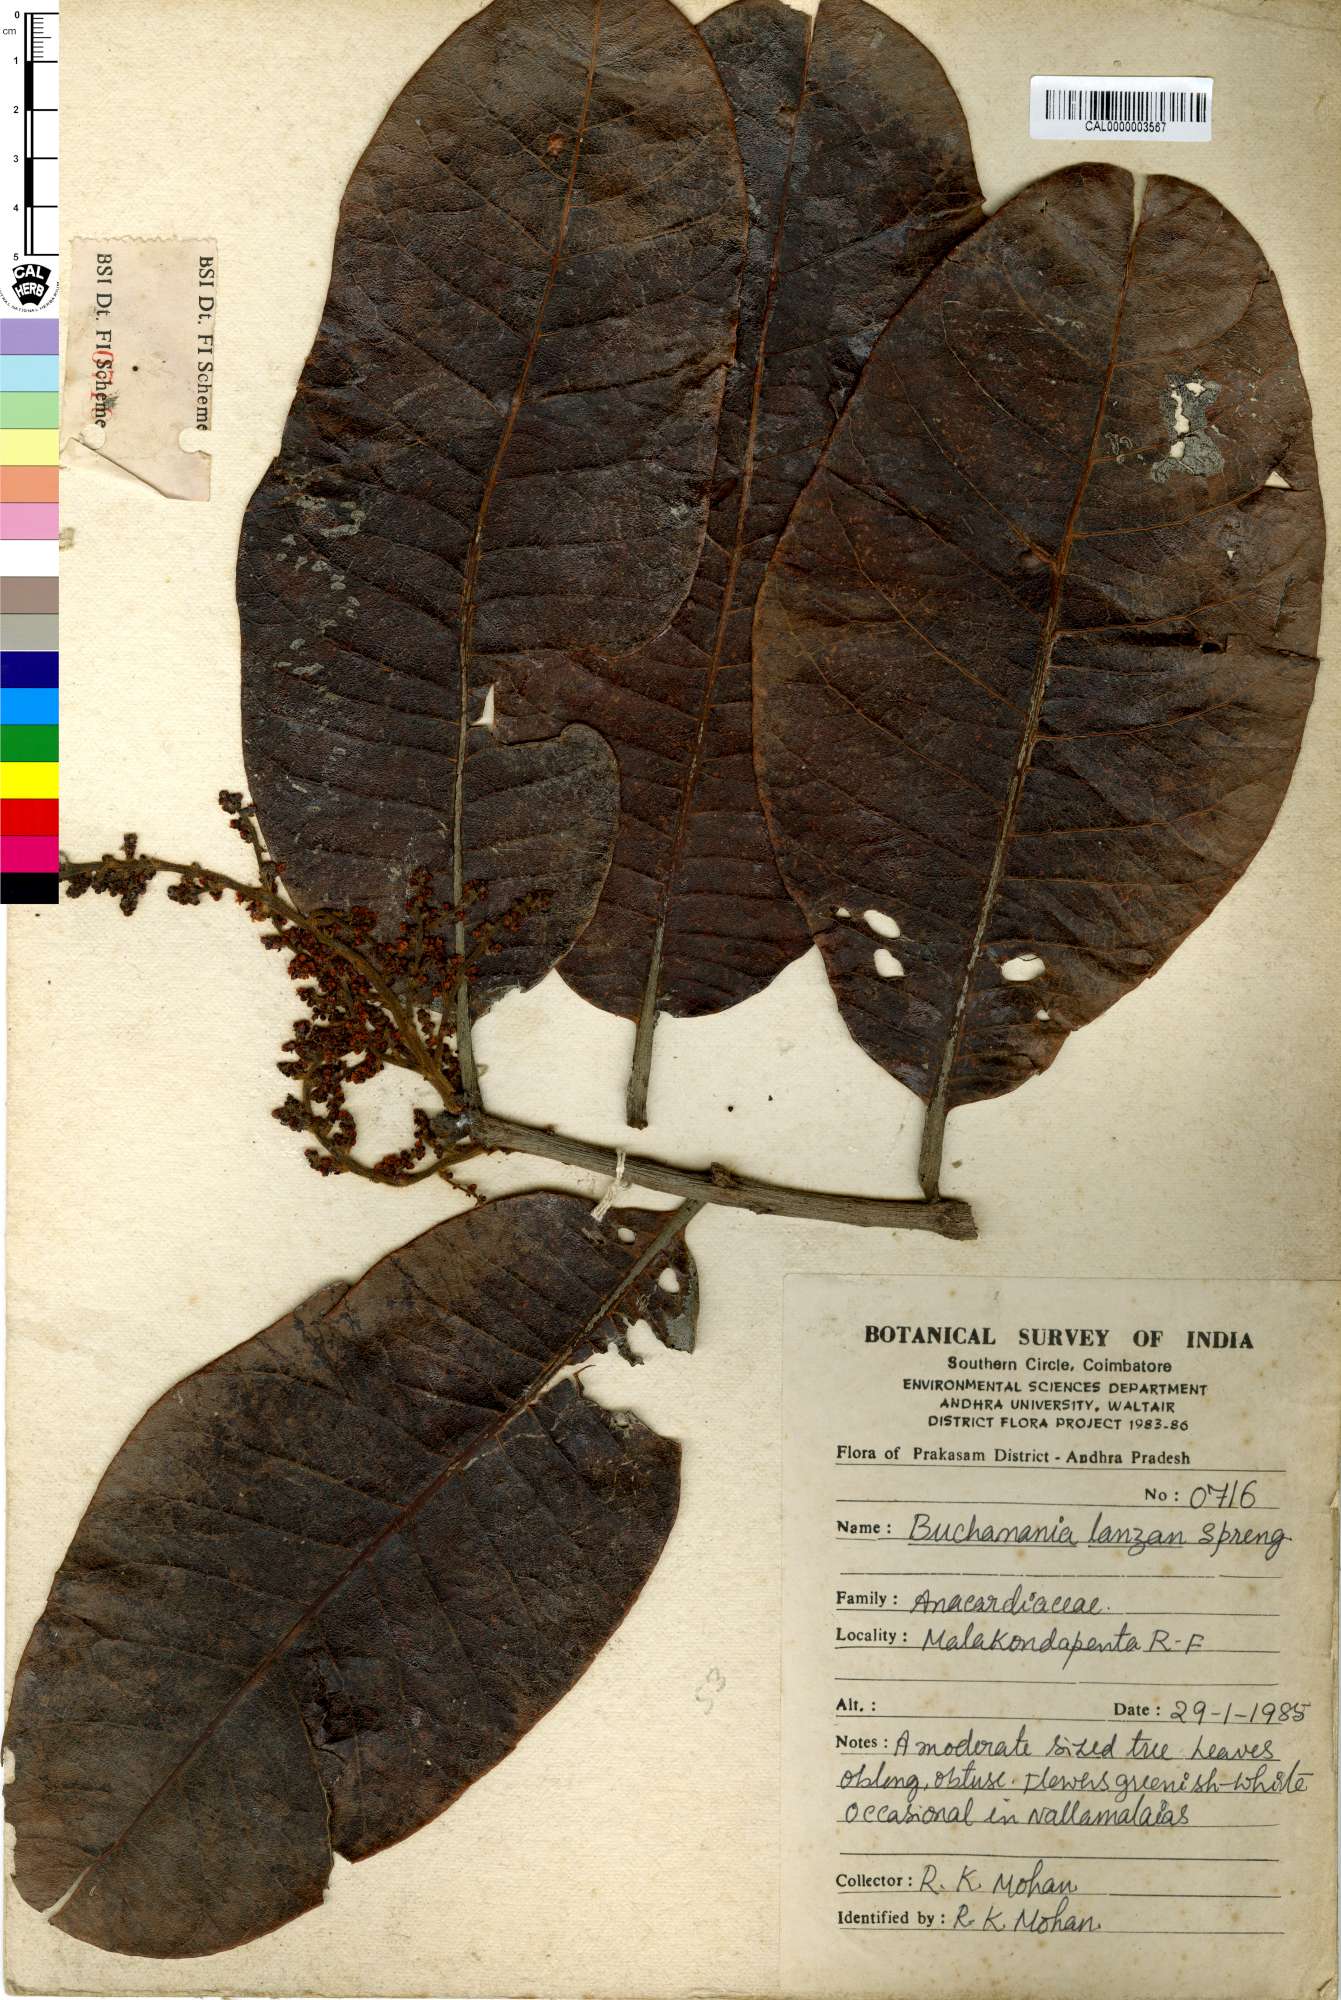 0
cm
1
2
3
4
5
CAL
HERB
CAL0000003567
BSI Dt. Fl Scheme
BSI Dt. Fl Scheme
53
BOTANICAL SURVEY OF INDIA
Southern Circle, Coimbatore
ENVIRONMENTAL SCIENCES DEPARTMENT
ANDHRA UNIVERSITY, WALTAIR
DISTRICT FLORA PROJECT 1983-86
Flora of Prakasam District - Andhra Pradesh
No : 0716
Name : Buchanania lanzan Spreng
Family : Anacardiaceae.
Locality : Malakondapenta R-F
Alt. : Date : 29-1-1985
Notes : A moderate sized tree Leaves
oblong, obtuse. Flowers greenish-white
occasional in Nallamalaias
Collector : R. K. Mohan
Identified by : R. K Mohan.